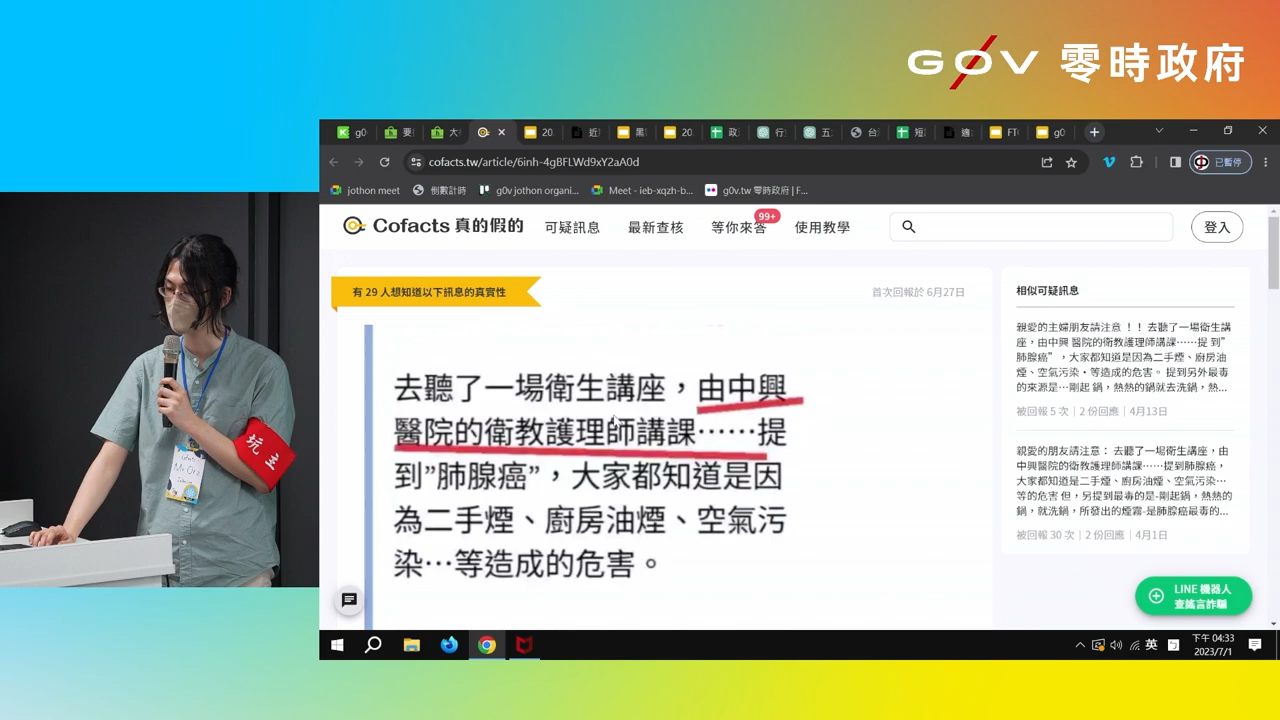 G0V 零時政府
g0
要
大
20.
近
黑
20.
政
行
五
台
短
適
FT
g0
cofacts.tw/article/6inh-4gBFLWd9xY2aA0d
已暫停
jothon meet
倒數計時
g0v jothon organi...
Meet - ieb-xqzh-b...
g0v.tw 零時政府 | F...
Cofacts 真的假的
可疑訊息
最新查核
等你來答
99+
使用教學
登入
有 29 人想知道以下訊息的真實性
首次回報於 6月27日
去聽了一場衛生講座，由中興
醫院的衛教護理師講課⋯⋯提
到”肺腺癌”，大家都知道是因
為二手煙、廚房油煙、空氣污
染⋯等造成的危害。
相似可疑訊息
親愛的主婦朋友請注意 ！！ 去聽了一場衛生講
座，由中興 醫院的衛教護理師講課⋯⋯提 到”
肺腺癌”，大家都知道是因為二手煙、廚房油
煙、空氣污染‧等造成的危害。 提到另外最毒
的來源是⋯剛起 鍋，熱熱的鍋就去洗鍋，熱...
被回報 5 次｜2 份回應｜4月13日
親愛的朋友請注意： 去聽了一場衛生講座，由
中興醫院的衛教護理師講課⋯⋯提到肺腺癌，
大家都知道是二手煙、廚房油煙、空氣污染⋯
等的危害 但，另提到最毒的是-剛起鍋，熱熱的
鍋，就洗鍋，所發出的煙霧-是肺腺癌最毒的...
被回報 30 次｜2 份回應｜4月1日
LINE 機器人
查謠言詐騙
玩主
英
下午 04:33
2023/7/1